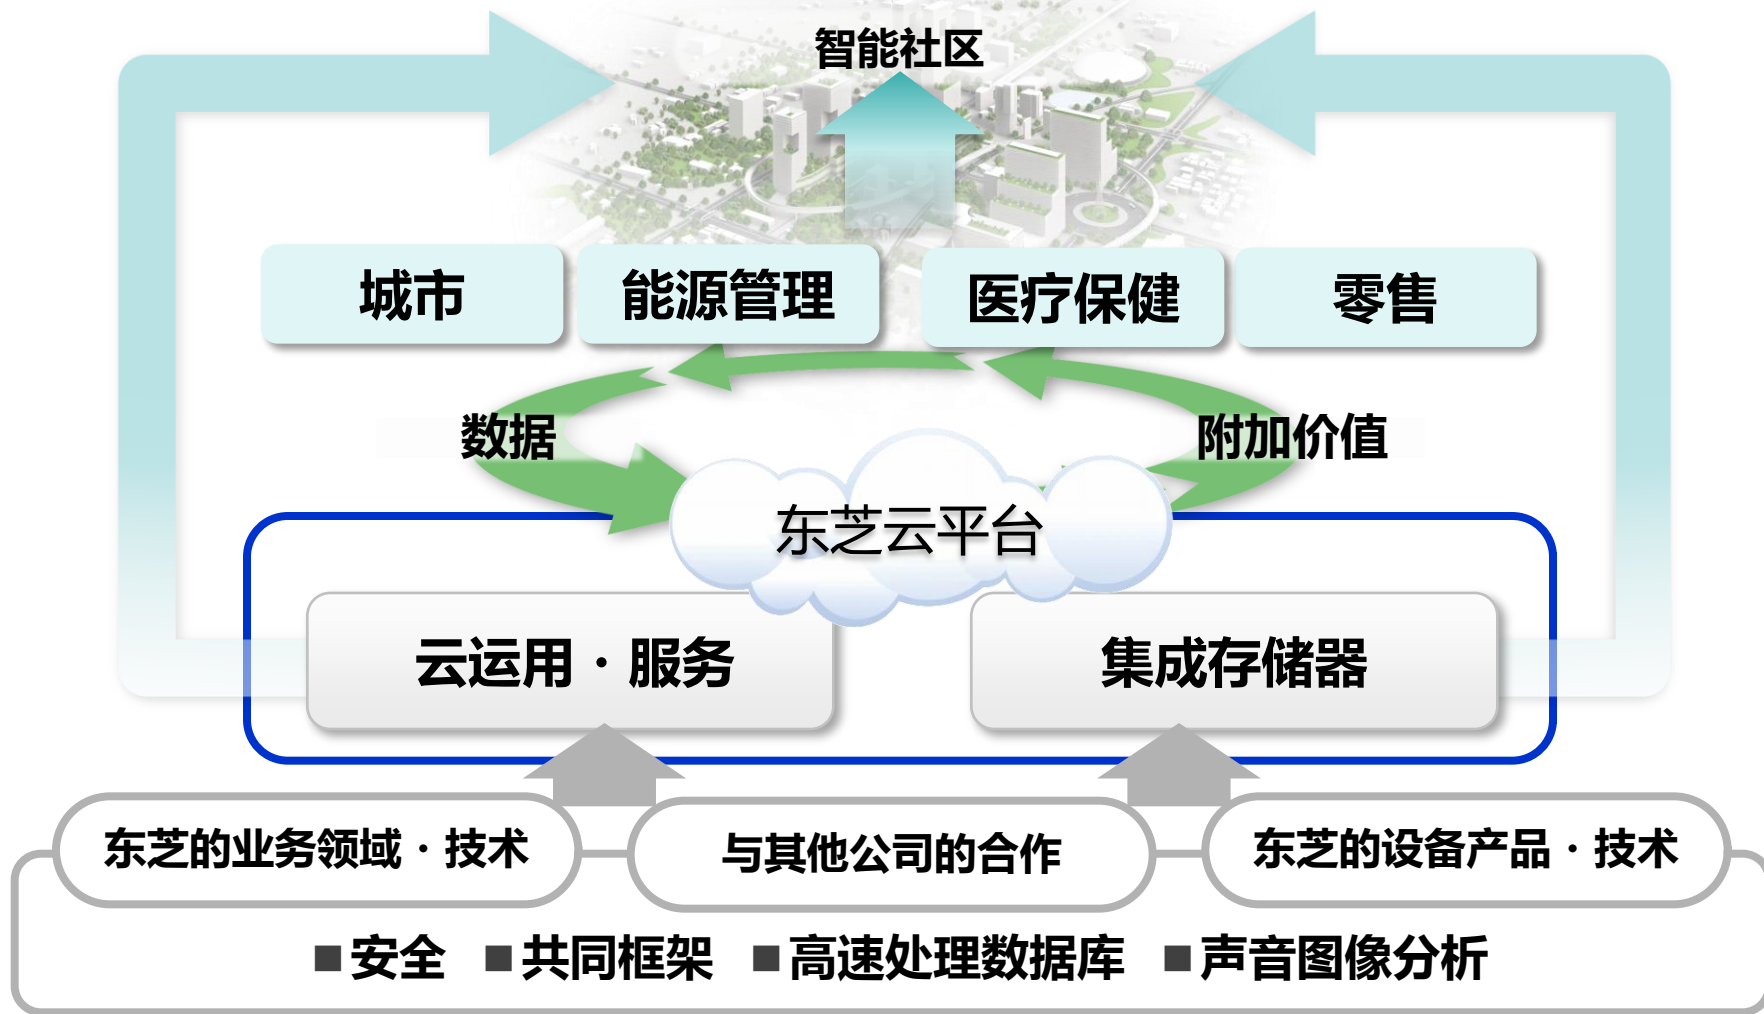 智能社区
城市 能源管理 医疗保健 零售
数据 附加价值
东芝云平台
云运用·服务 集成存储器
东芝的业务领域·技术 与其他公司的合作 东芝的设备产品·技术
■安全 ■共同框架 ■高速处理数据库 ■声音图像分析